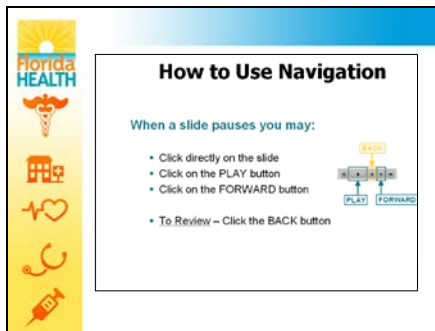 Florida
HEALTH
How to Use Navigation
When a slide pauses you may:
▪ Click directly on the slide
▪ Click on the PLAY button
▪ Click on the FORWARD button
▪ To Review – Click the BACK button
BACK
PLAY
FORWARD